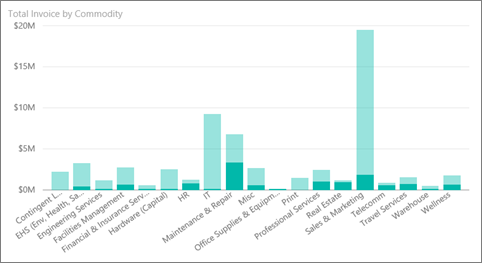 Total Invoice by Commodity
$20M
$15M
$10M
$5M
$0M
Contingent L...
EHS (Env, Health, Sa...
Engineering Services
Facilities Management
Financial & Insurance Serv...
Hardware (Capital)
HR
IT
Maintenance & Repair
Misc
Office Supplies & Equipm...
Print
Professional Services
Real Estate
Sales & Marketing
Telecomm
Travel Services
Warehouse
Wellness